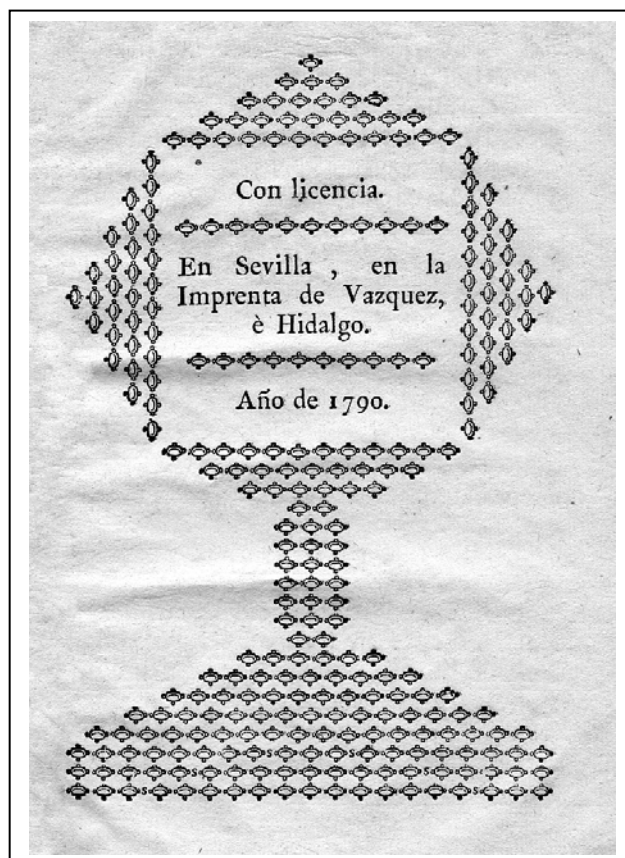 Con licencia.
En Sevilla , en la
Imprenta de Vazquez,
è Hidalgo.
Año de 1790.